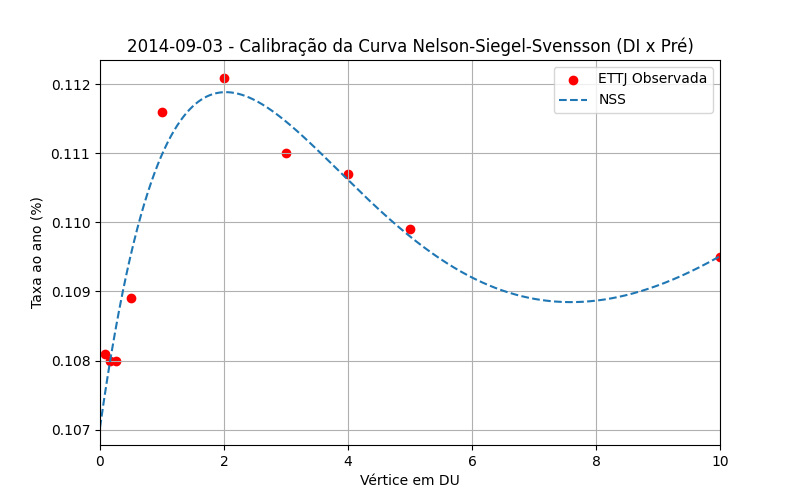 2014-09-03 - Calibração da Curva Nelson-Siegel-Svensson (DI x Pré)
ETTJ Observada
NSS
Taxa ao ano (%)
0.112
0.111
0.110
0.109
0.108
0.107
0
2
4
6
8
10
Vértice em DU